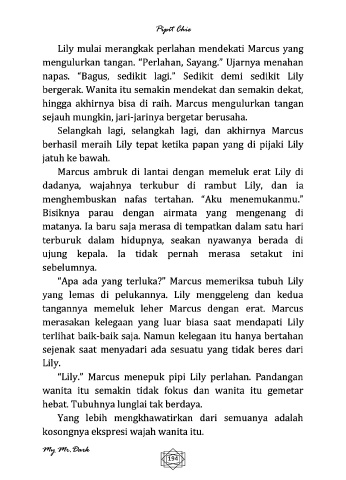 Pipit Chie
Lily mulai merangkak perlahan mendekati Marcus yang
mengulurkan tangan. “Perlahan, Sayang.” Ujarnya menahan
napas. “Bagus, sedikit lagi.” Sedikit demi sedikit Lily
bergerak. Wanita itu semakin mendekat dan semakin dekat,
hingga akhirnya bisa di raih. Marcus mengulurkan tangan
sejauh mungkin, jari-jarinya bergetar berusaha.
Selangkah lagi, selangkah lagi, dan akhirnya Marcus
berhasil meraih Lily tepat ketika papan yang di pijaki Lily
jatuh ke bawah.
Marcus ambruk di lantai dengan memeluk erat Lily di
dadanya, wajahnya terkubur di rambut Lily, dan ia
menghembuskan nafas tertahan. “Aku menemukanmu.”
Bisiknya parau dengan airmata yang mengenang di
matanya. Ia baru saja merasa di tempatkan dalam satu hari
terburuk dalam hidupnya, seakan nyawanya berada di
ujung kepala. Ia tidak pernah merasa setakut ini
sebelumnya.
“Apa ada yang terluka?” Marcus memeriksa tubuh Lily
yang lemas di pelukannya. Lily menggeleng dan kedua
tangannya memeluk leher Marcus dengan erat. Marcus
merasakan kelegaan yang luar biasa saat mendapati Lily
terlihat baik-baik saja. Namun kelegaan itu hanya bertahan
sejenak saat menyadari ada sesuatu yang tidak beres dari
Lily.
“Lily.” Marcus menepuk pipi Lily perlahan. Pandangan
wanita itu semakin tidak fokus dan wanita itu gemetar
hebat. Tubuhnya lunglai tak berdaya.
Yang lebih mengkhawatirkan dari semuanya adalah
kosongnya ekspresi wajah wanita itu.
My Mr. Dark
194